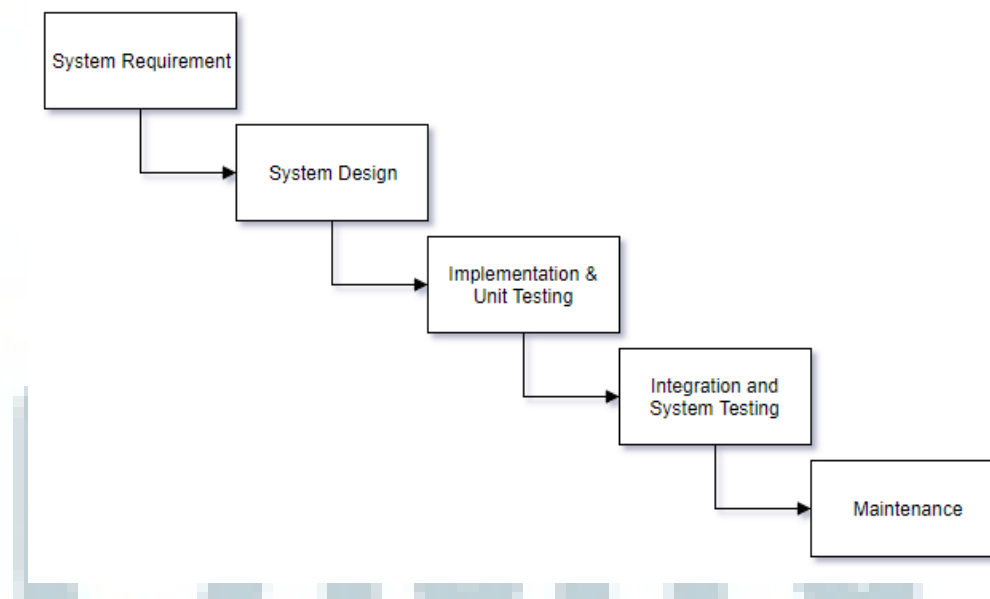 System Requirement
System Design
Implementation &
Unit Testing
Integration and
System Testing
Maintenance